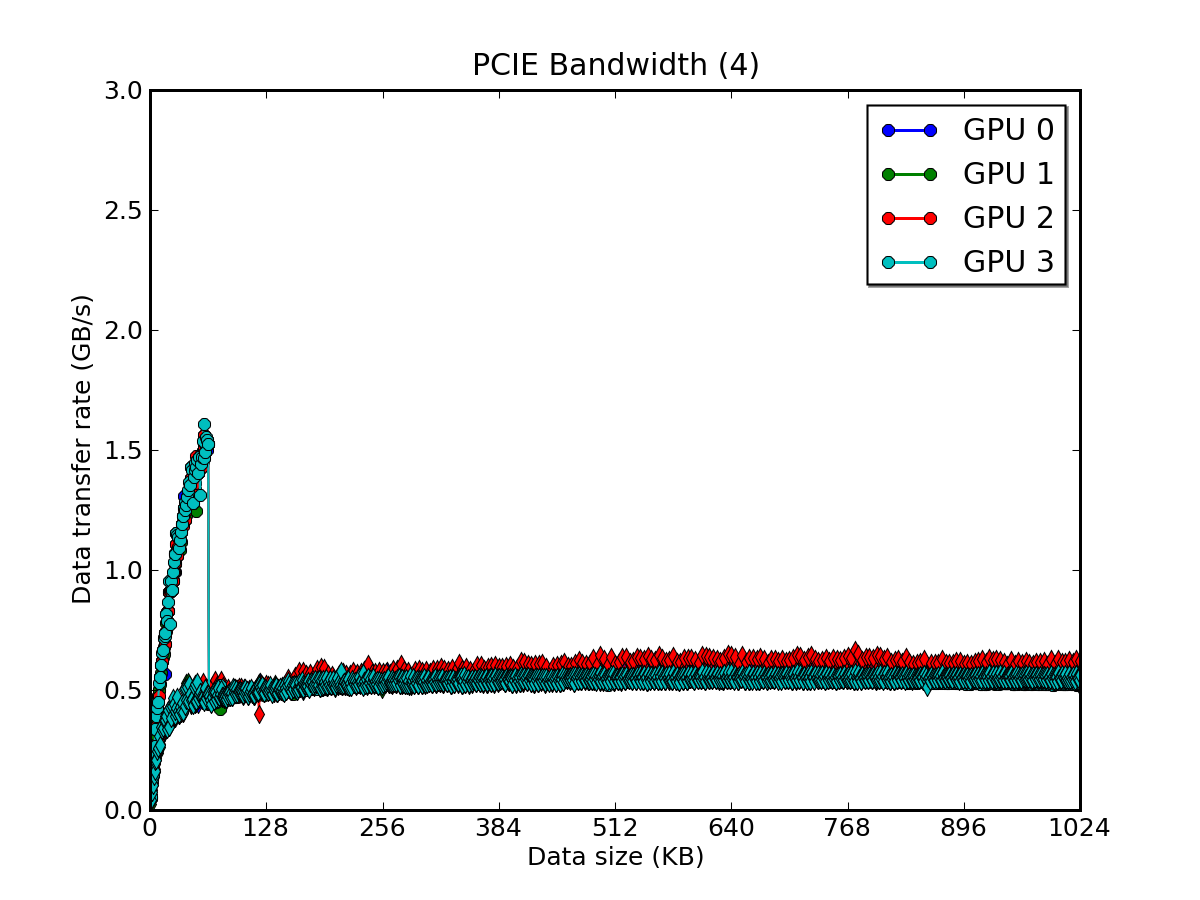 PCIE Bandwidth (4)
3.0
2.5
2.0
1.5
1.0
0.5
0.0
Data transfer rate (GB/s)
GPU 0
GPU 1
GPU 2
GPU 3
0 128 256 384 512 640 768 896 1024
Data size (KB)